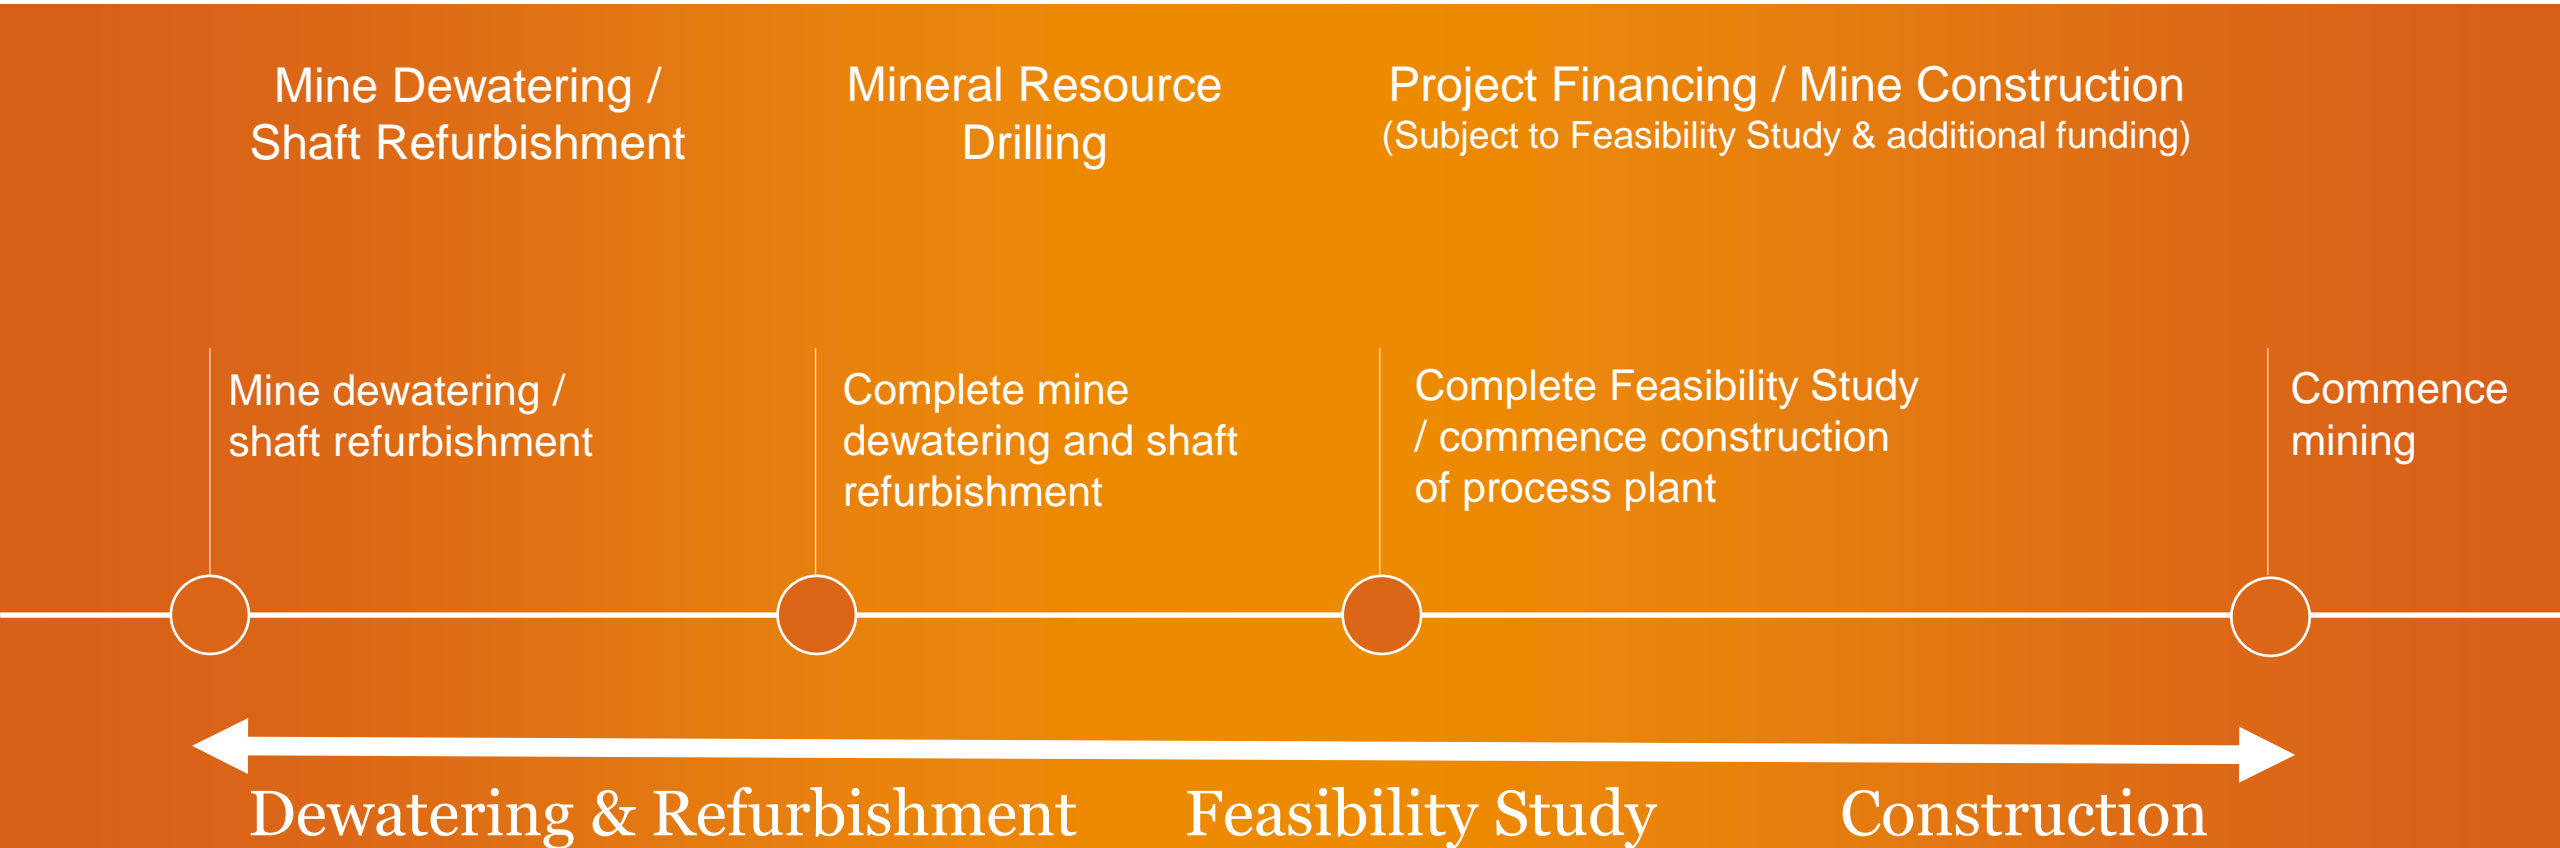 Mine Dewatering /
Shaft Refurbishment
Mineral Resource
Drilling
Project Financing / Mine Construction
(Subject to Feasibility Study & additional funding)
Mine dewatering /
shaft refurbishment
Complete mine
dewatering and shaft
refurbishment
Complete Feasibility Study
/ commence construction
of process plant
Commence
mining
Dewatering & Refurbishment
Feasibility Study
Construction